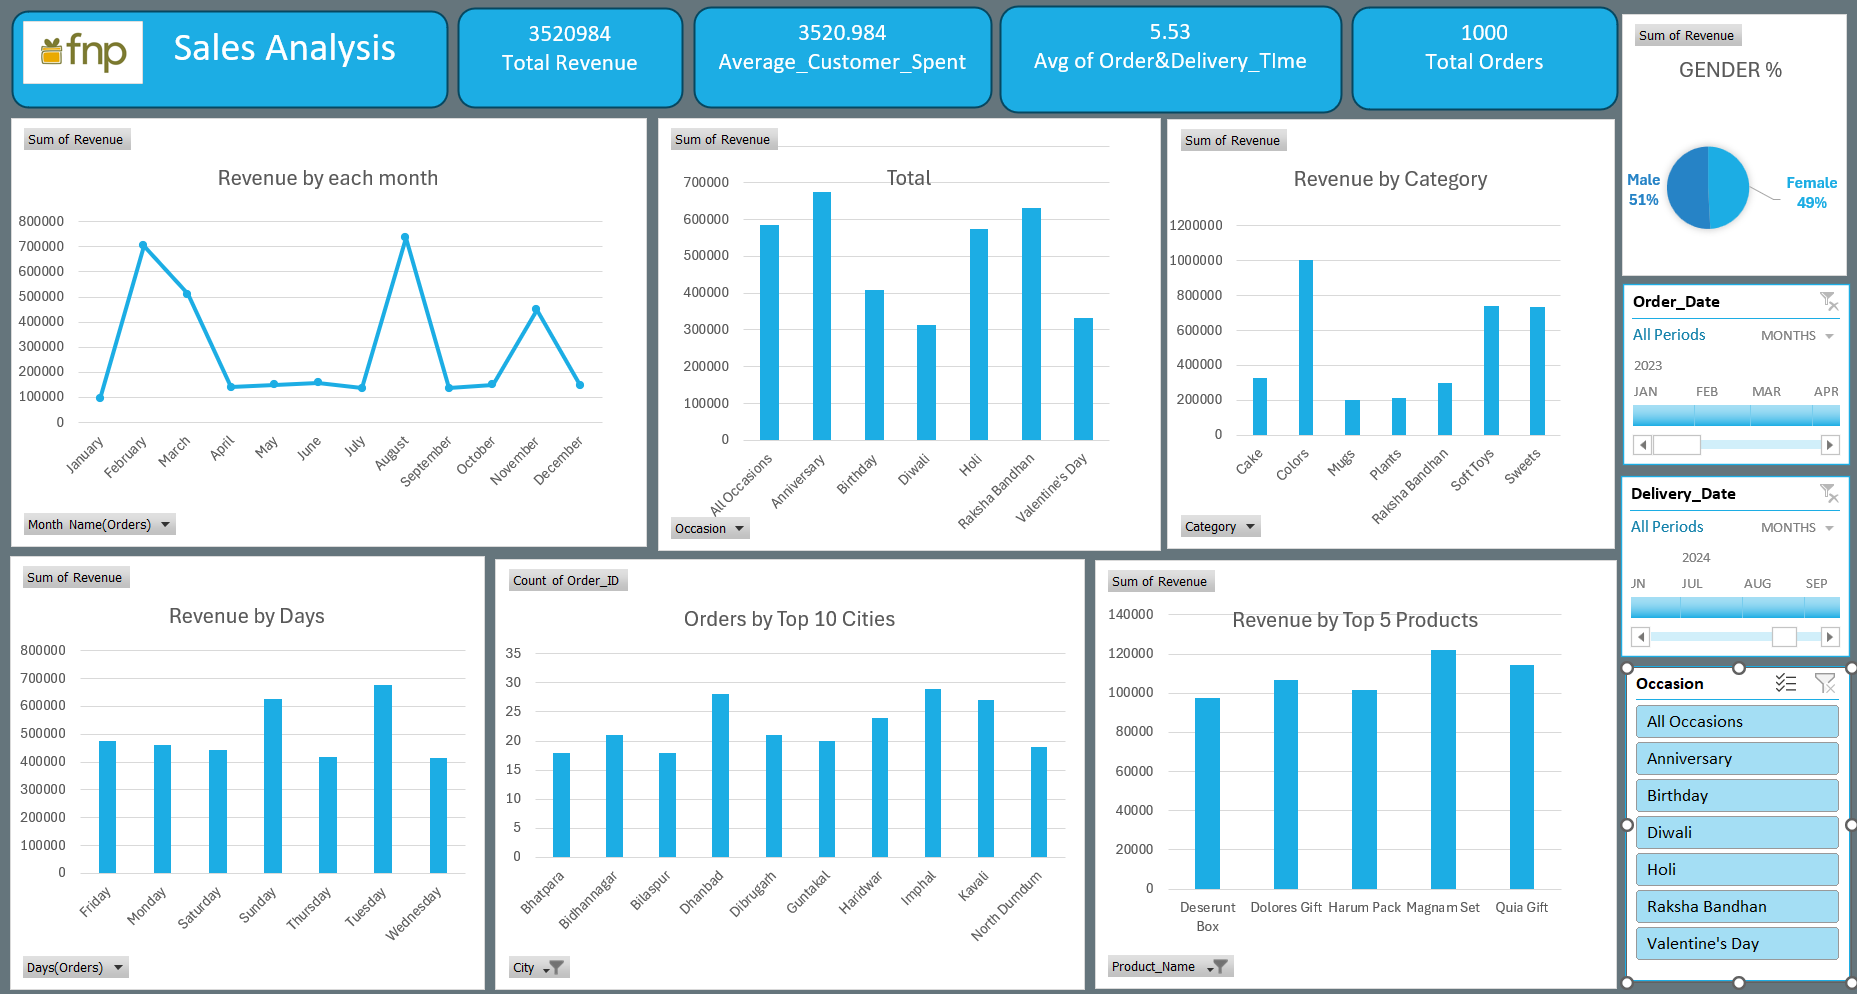 fnp
Sales Analysis
3520984
Total Revenue
3520.984
Average_Customer_Spent
5.53
Avg of Order&Delivery_TIme
1000
Total Orders
Sum of Revenue
GENDER %
Male
51%
Female
49%
Sum of Revenue
Revenue by each month
800000
700000
600000
500000
400000
300000
200000
100000
0
January
February
March
April
May
June
July
August
September
October
November
December
Month Name(Orders)
Sum of Revenue
Total
700000
600000
500000
400000
300000
200000
100000
0
All Occasions
Anniversary
Birthday
Diwali
Holi
Raksha Bandhan
Valentine's Day
Occasion
Sum of Revenue
Revenue by Category
1200000
1000000
800000
600000
400000
200000
0
Cake
Colors
Mugs
Plants
Raksha Bandhan
Soft Toys
Sweets
Category
Order_Date
All Periods
MONTHS
2023
JAN FEB MAR APR
Delivery_Date
All Periods
MONTHS
2024
JN JUL AUG SEP
Sum of Revenue
Revenue by Days
800000
700000
600000
500000
400000
300000
200000
100000
0
Friday
Monday
Saturday
Sunday
Thursday
Tuesday
Wednesday
Days(Orders)
Count of Order_ID
Orders by Top 10 Cities
35
30
25
20
15
10
5
0
Bhatpara
Bidhannagar
Bilaspur
Dhanbad
Dibrugarh
Guntakal
Haridwar
Imphal
Kavali
North Dumdum
City
Sum of Revenue
Revenue by Top 5 Products
140000
120000
100000
80000
60000
40000
20000
0
Deserunt Box
Dolores Gift
Harum Pack
Magnam Set
Quia Gift
Product_Name
Occasion
All Occasions
Anniversary
Birthday
Diwali
Holi
Raksha Bandhan
Valentine's Day